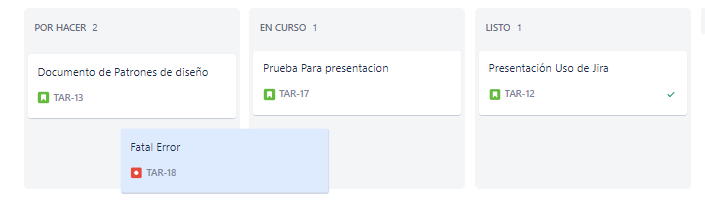 POR HACER 2
Documento de Patrones de diseño
TAR-13
Fatal Error
TAR-18
EN CURSO 1
Prueba Para presentacion
TAR-17
LISTO 1
Presentación Uso de Jira
TAR-12